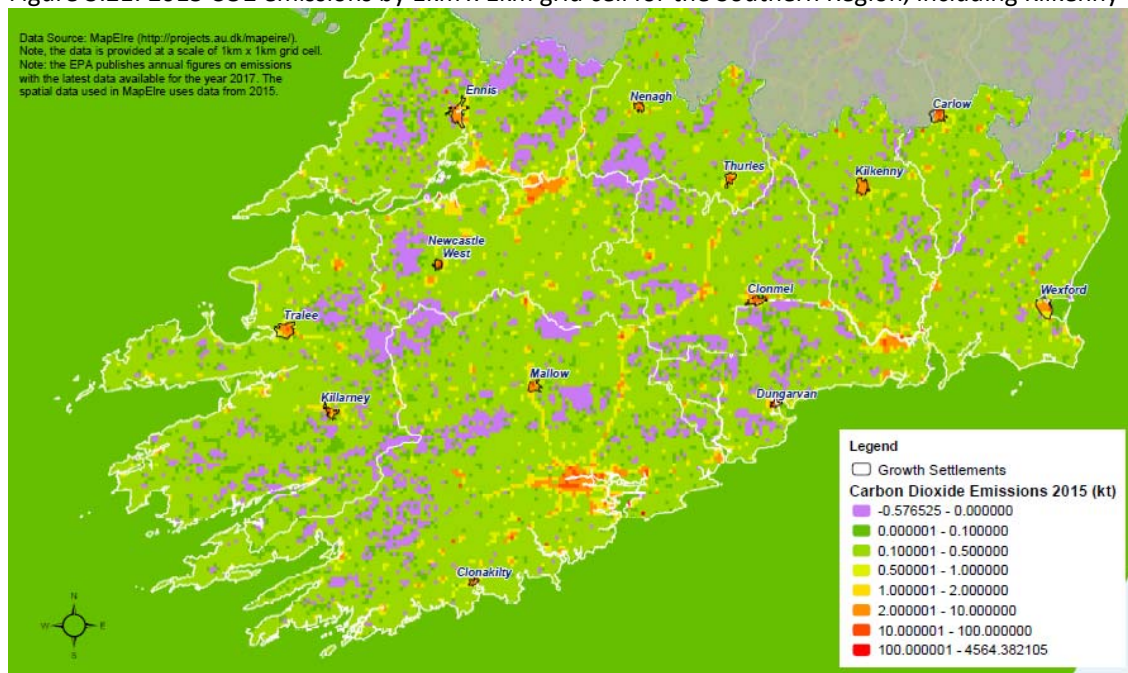 Data Source: MapEIre (http://projects.au.dk/mapeire/).
Note, the data is provided at a scale of 1km x 1km grid cell.
Note: the EPA publishes annual figures on emissions
with the latest data available for the year 2017. The
spatial data used in MapEIre uses data from 2015.
Ennis
Nenagh
Carlow
Thurles
Kilkenny
Newcastle
West
Clonmel
Wexford
Tralee
Mallow
Killarney
Dungarvan
Clonakilty
N
W
E
S
Legend
Growth Settlements
Carbon Dioxide Emissions 2015 (kt)
-0.576525 - 0.000000
0.000001 - 0.100000
0.100001 - 0.500000
0.500001 - 1.000000
1.000001 - 2.000000
2.000001 - 10.000000
10.000001 - 100.000000
100.000001 - 4564.382105